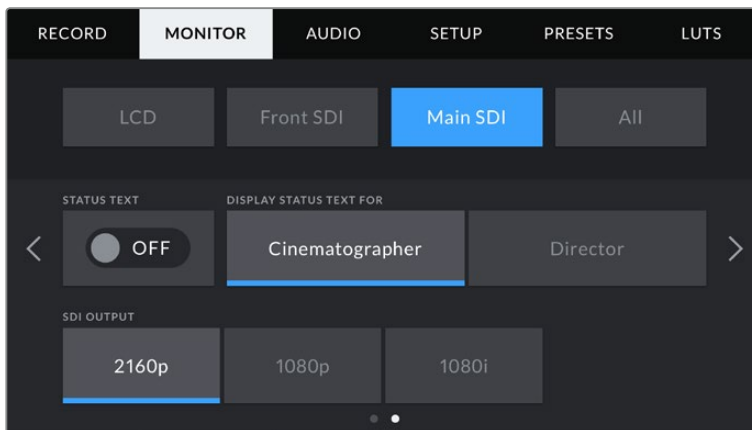 RECORD MONITOR AUDIO SETUP PRESETS LUTS
LCD Front SDI Main SDI All
STATUS TEXT DISPLAY STATUS TEXT FOR
OFF Cinematographer Director
SDI OUTPUT
2160p 1080p 1080i